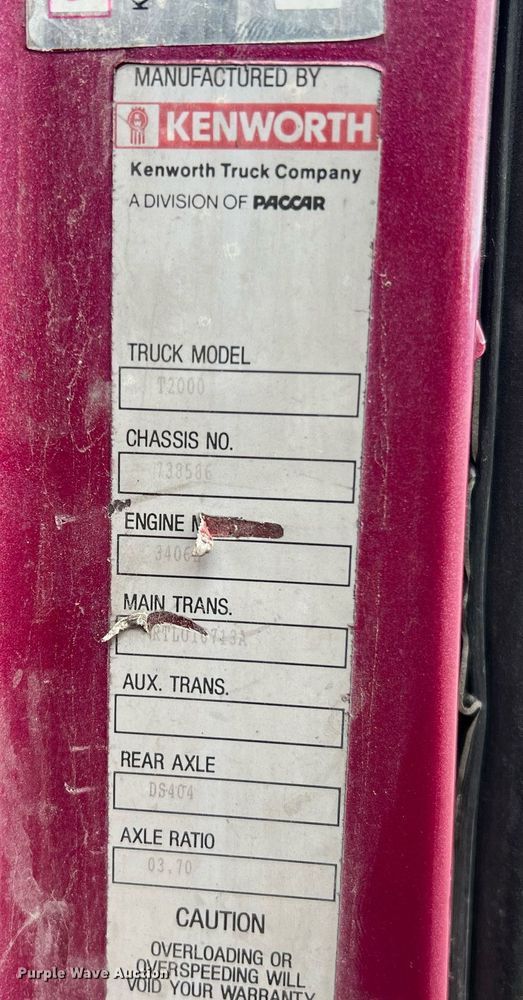 MANUFACTURED BY
KENWORTH
Kenworth Truck Company
A DIVISION OF PACCAR
TRUCK MODEL
T2000
CHASSIS NO.
738586
ENGINE
MAIN TRANS.
AUX. TRANS.
REAR AXLE
DS404
AXLE RATIO
03.70
CAUTION
OVERLOADING OR
OVERSPEEDING WILL
VOID YOUR WARRANTY
Purple Wave Auction